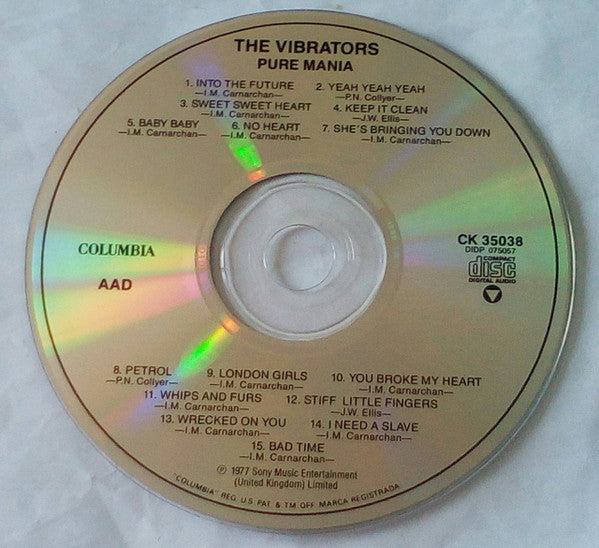 THE VIBRATORS
PURE MANIA
1. INTO THE FUTURE 2. YEAH YEAH YEAH
—I.M. Carnarchan— —P.N. Collyer—
3. SWEET SWEET HEART 4. KEEP IT CLEAN
—I.M. Carnarchan— —J.W. Ellis—
5. BABY BABY 6. NO HEART 7. SHE'S BRINGING YOU DOWN
—I.M. Carnarchan— —I.M. Carnarchan— —I.M. Carnarchan—
COLUMBIA
AAD
CK 35038
DIDP 075057
COMPACT
disc
DIGITAL AUDIO
8. PETROL 9. LONDON GIRLS 10. YOU BROKE MY HEART
—P.N. Collyer— —I.M. Carnarchan— —I.M. Carnarchan—
11. WHIPS AND FURS 12. STIFF LITTLE FINGERS
—I.M. Carnarchan— —J.W. Ellis—
13. WRECKED ON YOU 14. I NEED A SLAVE
—I.M. Carnarchan— —I.M. Carnarchan—
15. BAD TIME
—I.M. Carnarchan—
℗ 1977 Sony Music Entertainment
(United Kingdom) Limited
"COLUMBIA" REG. U.S. PAT. & TM. OFF. MARCA REGISTRADA.